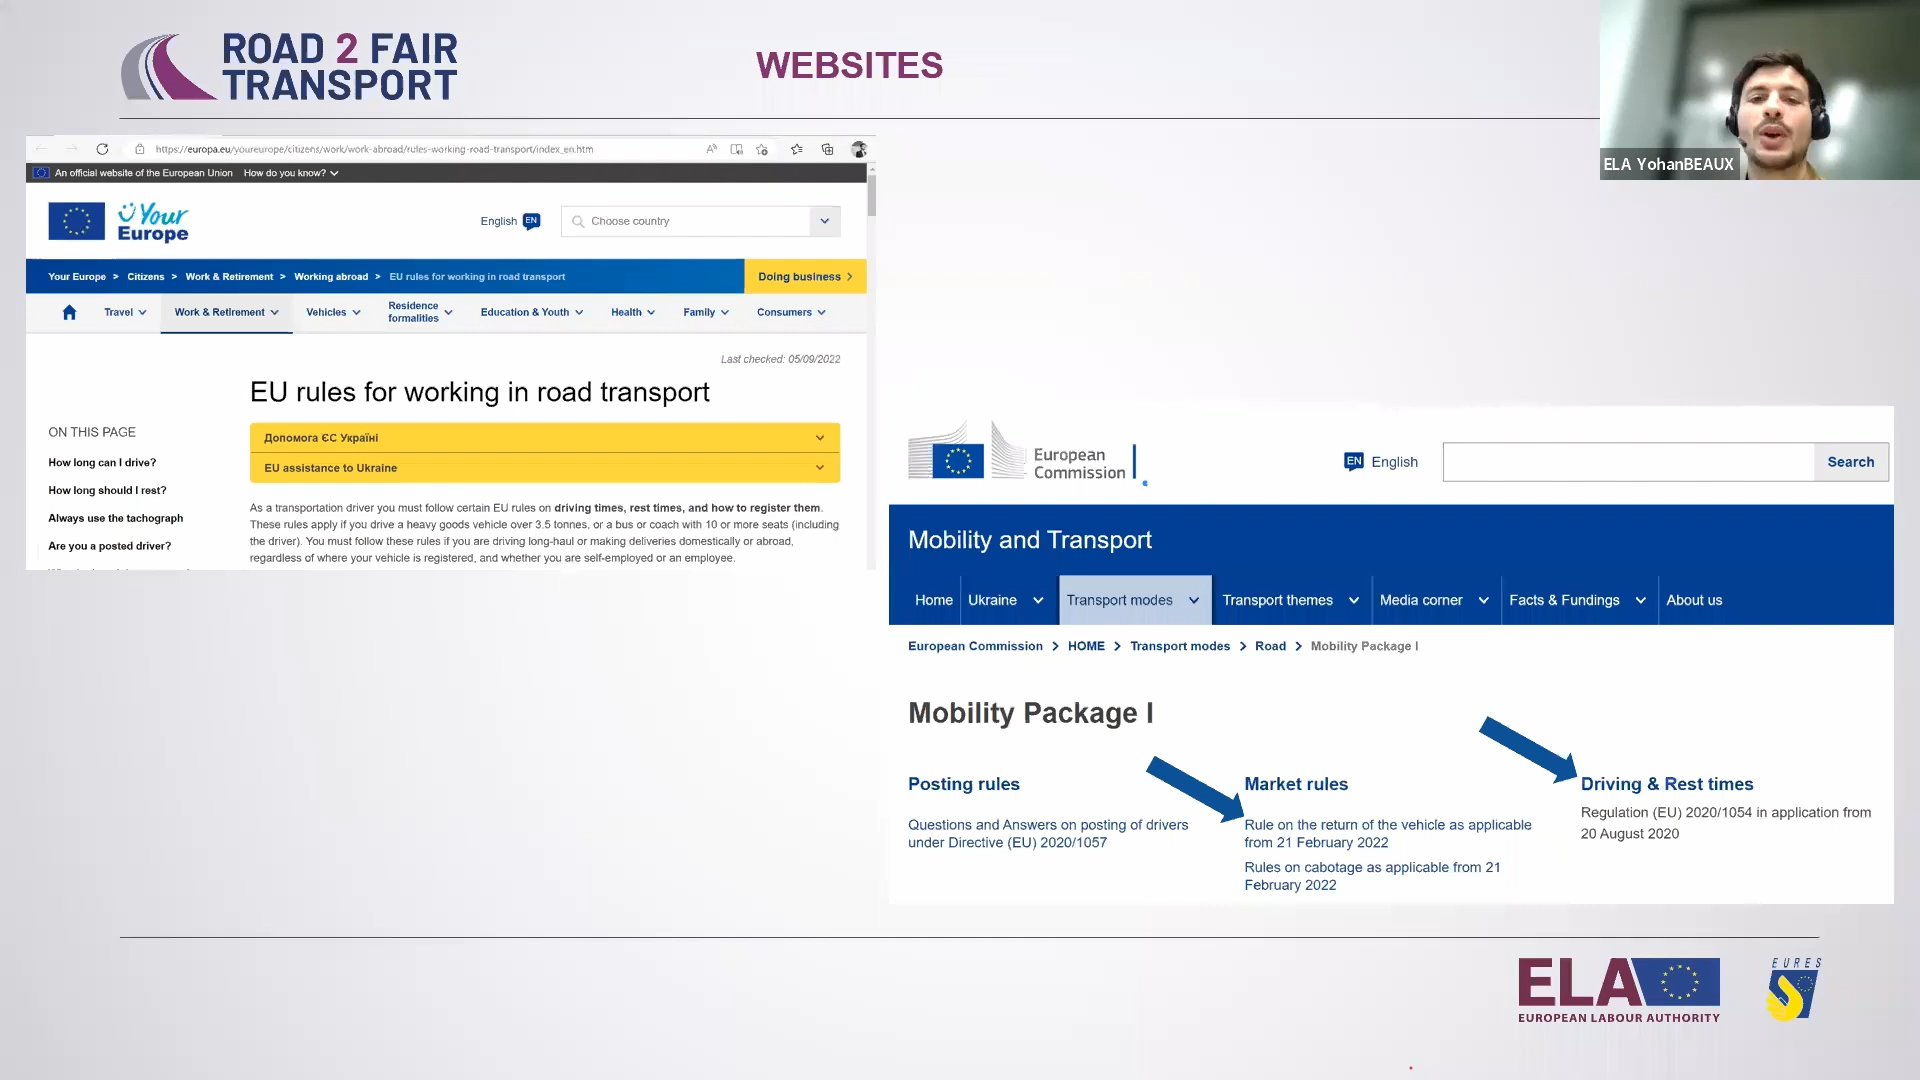 ROAD 2 FAIR
TRANSPORT
WEBSITES
ELA YohanBEAUX
https://europa.eu/youreurope/citizens/work/work-abroad/rules-working-road-transport/index_en.htm
An official website of the European Union How do you know?
Your
Europe
English EN
Choose country
Your Europe > Citizens > Work & Retirement > Working abroad > EU rules for working in road transport
Doing business >
Travel
Work & Retirement
Vehicles
Residence
formalities
Education & Youth
Health
Family
Consumers
Last checked: 05/09/2022
EU rules for working in road transport
ON THIS PAGE
How long can I drive?
How long should I rest?
Always use the tachograph
Are you a posted driver?
Допомога ЄС Україні
EU assistance to Ukraine
As a transportation driver you must follow certain EU rules on driving times, rest times, and how to register them.
These rules apply if you drive a heavy goods vehicle over 3.5 tonnes, or a bus or coach with 10 or more seats (including
the driver). You must follow these rules if you are driving long-haul or making deliveries domestically or abroad,
regardless of where your vehicle is registered, and whether you are self-employed or an employee.
European
Commission
EN English
Search
Mobility and Transport
Home
Ukraine
Transport modes
Transport themes
Media corner
Facts & Fundings
About us
European Commission > HOME > Transport modes > Road > Mobility Package I
Mobility Package I
Posting rules
Questions and Answers on posting of drivers
under Directive (EU) 2020/1057
Market rules
Rule on the return of the vehicle as applicable
from 21 February 2022
Rules on cabotage as applicable from 21
February 2022
Driving & Rest times
Regulation (EU) 2020/1054 in application from
20 August 2020
ELA
EUROPEAN LABOUR AUTHORITY
EURES